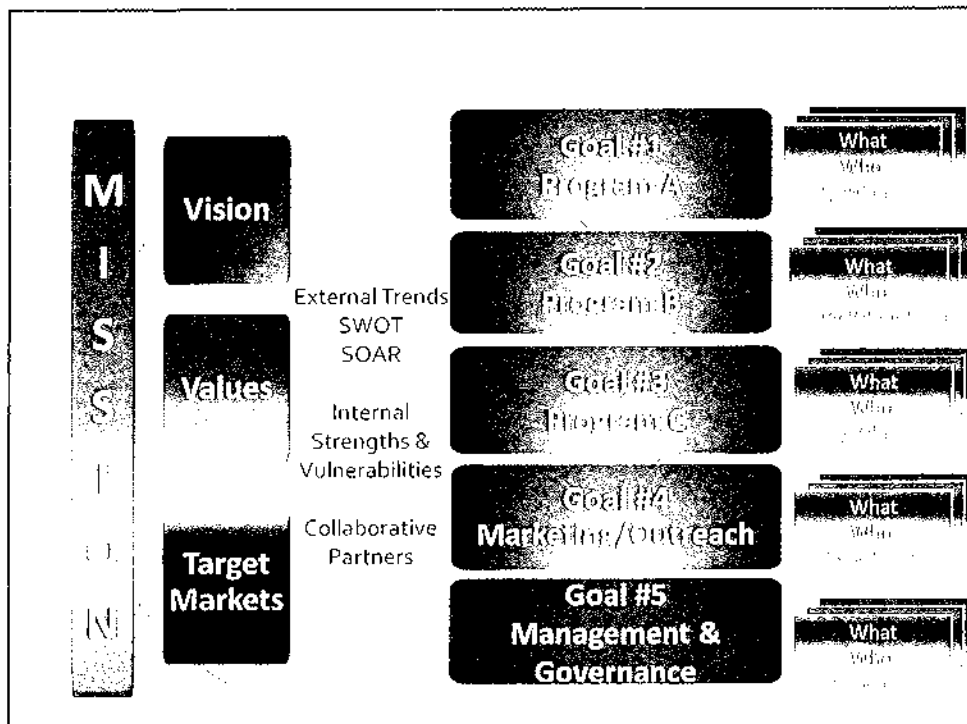 MISSION
Vision
Values
Target
Markets
External Trends
SWOT
SOAR
Internal
Strengths &
Vulnerabilities
Collaborative
Partners
Goal #1
Program A
Goal #2
Program B
Goal #3
Program C
Goal #4
Marketing/Outreach
Goal #5
Management &
Governance
What
Who
What
Who
What
Who
What
Who
What
Who